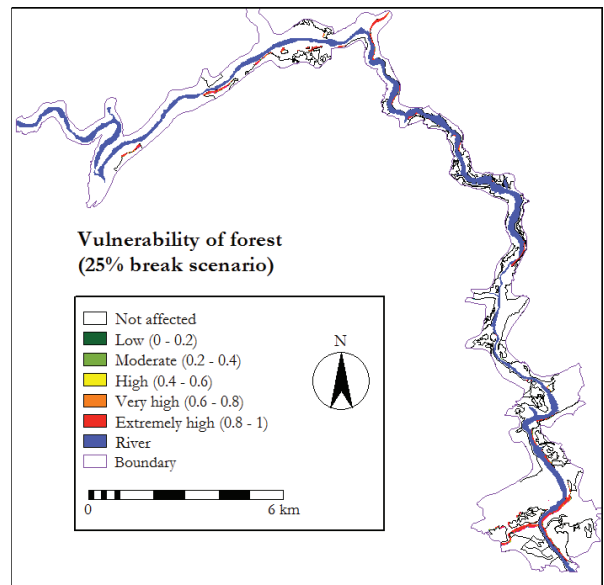 Vulnerability of forest
(25% break scenario)
Not affected
Low (0 - 0.2)
Moderate (0.2 - 0.4)
High (0.4 - 0.6)
Very high (0.6 - 0.8)
Extremely high (0.8 - 1)
River
Boundary
N
0 6 km